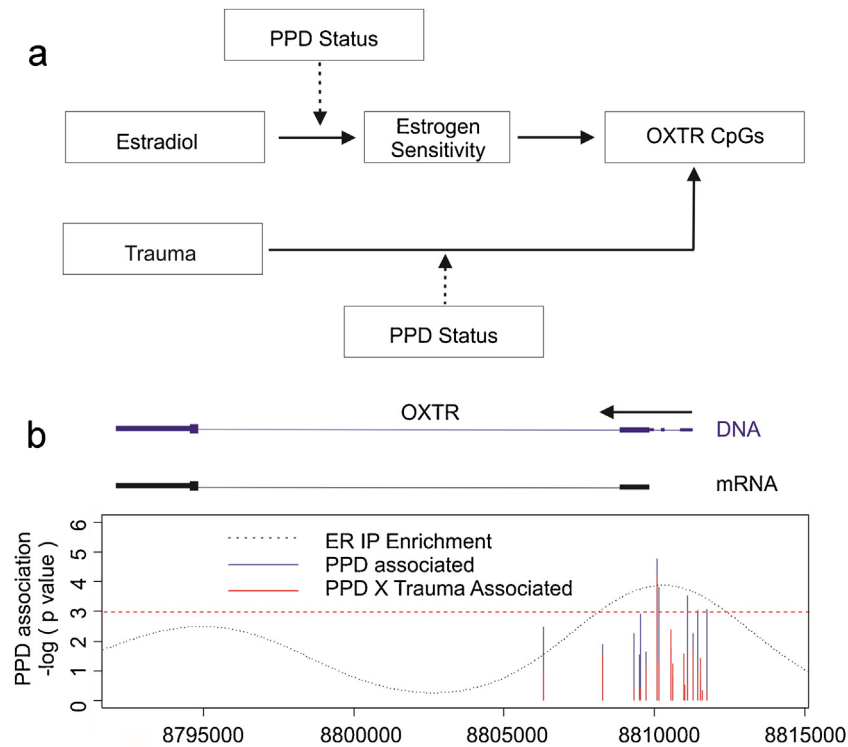 a
PPD Status
Estradiol
Estrogen
Sensitivity
OXTR CpGs
Trauma
PPD Status
b
OXTR
DNA
mRNA
PPD association
-log ( p value )
6
5
4
3
2
1
0
ER IP Enrichment
PPD associated
PPD X Trauma Associated
8795000 8800000 8805000 8810000 8815000